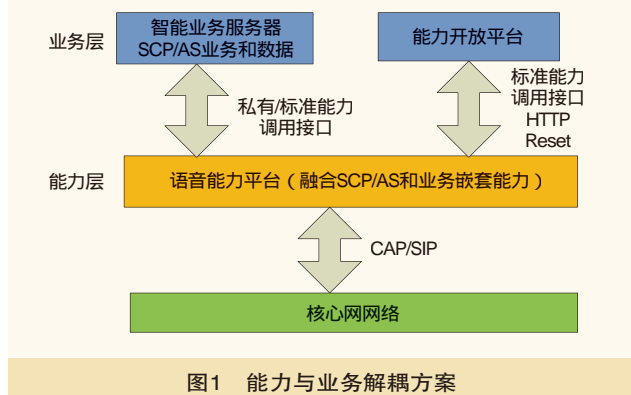 业务层
智能业务服务器
SCP/AS业务和数据
能力开放平台
私有/标准能力
调用接口
标准能力
调用接口
HTTP
Reset
能力层
语音能力平台（融合SCP/AS和业务嵌套能力）
CAP/SIP
核心网网络
图1 能力与业务解耦方案